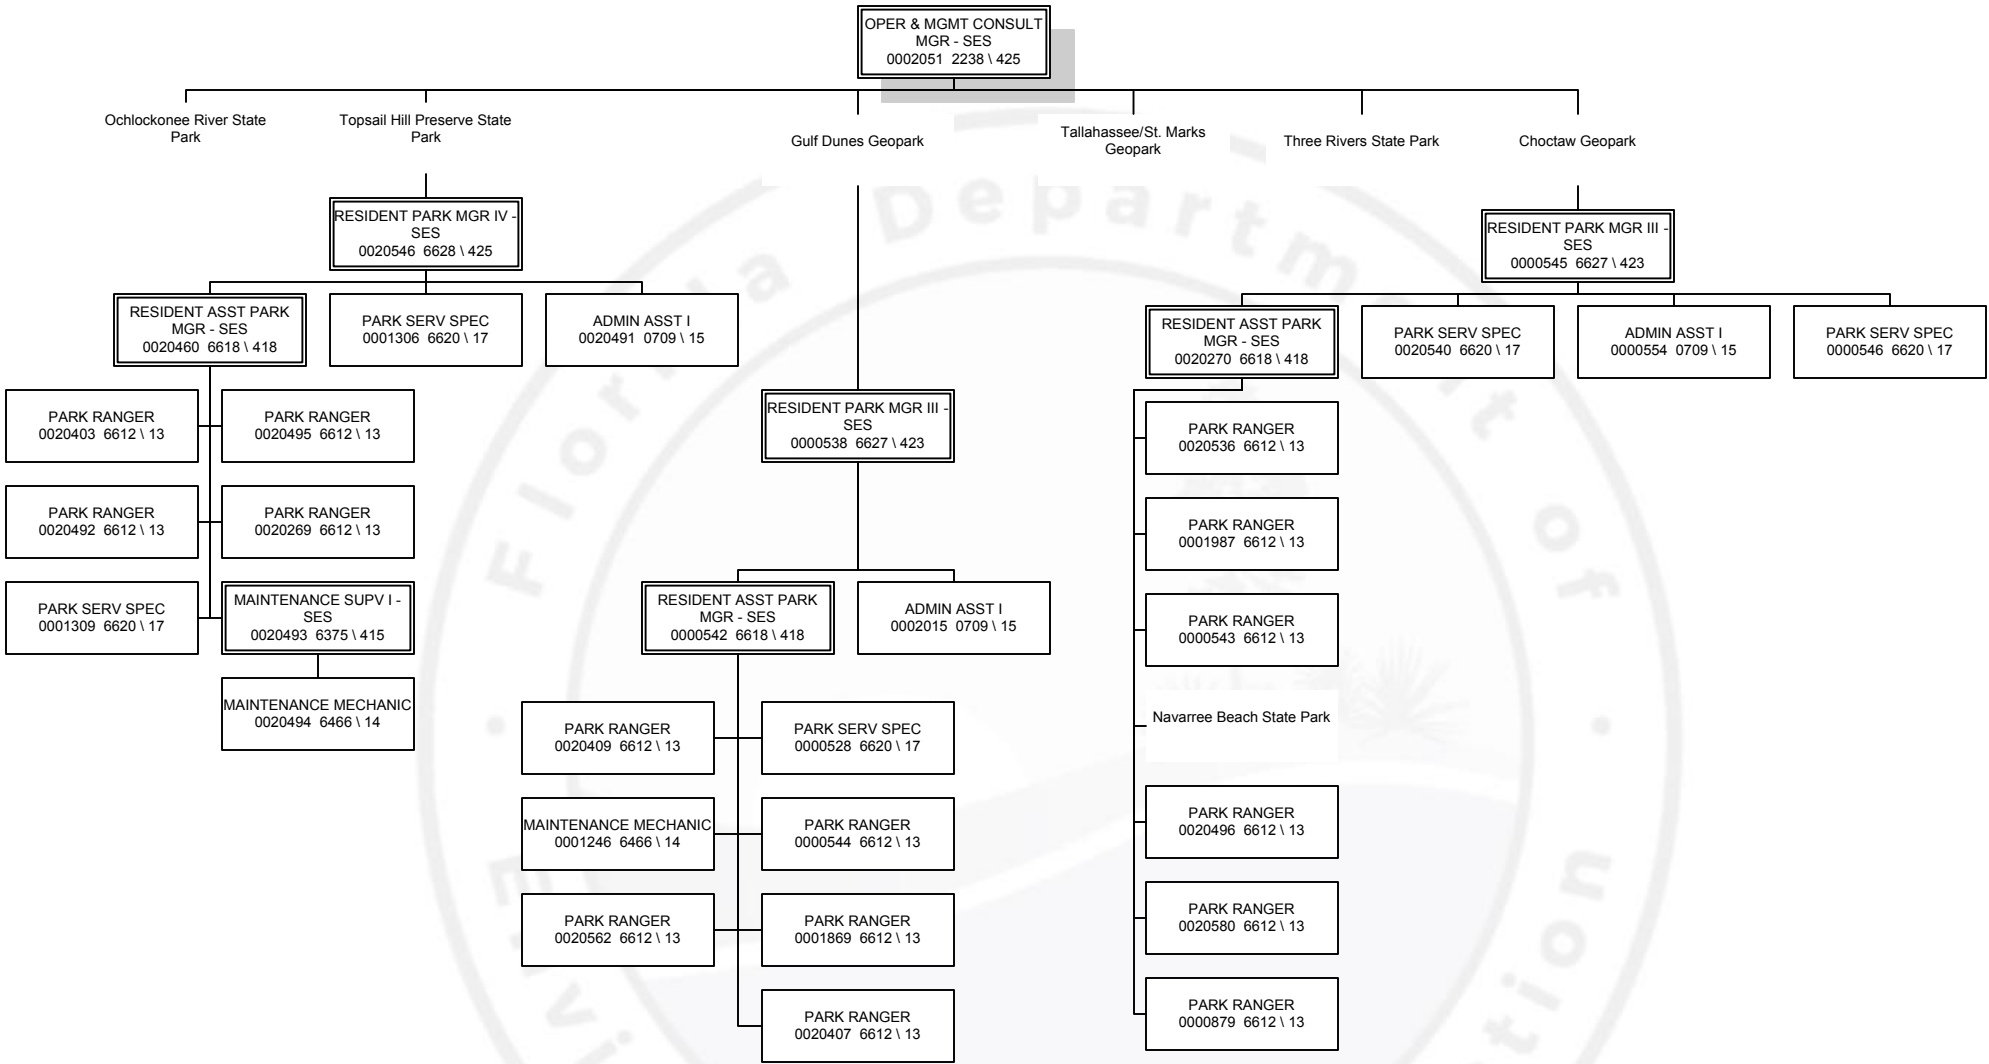 OPER & MGMT CONSULT
MGR - SES
0002051 2238 \ 425
Ochlockonee River State
Park
Topsail Hill Preserve State
Park
Gulf Dunes Geopark
Tallahassee/St. Marks
Geopark
Three Rivers State Park
Choctaw Geopark
RESIDENT PARK MGR IV -
SES
0020546 6628 \ 425
RESIDENT ASST PARK
MGR - SES
0020460 6618 \ 418
PARK SERV SPEC
0001306 6620 \ 17
ADMIN ASST I
0020491 0709 \ 15
PARK RANGER
0020403 6612 \ 13
PARK RANGER
0020495 6612 \ 13
PARK RANGER
0020492 6612 \ 13
PARK RANGER
0020269 6612 \ 13
PARK SERV SPEC
0001309 6620 \ 17
MAINTENANCE SUPV I -
SES
0020493 6375 \ 415
MAINTENANCE MECHANIC
0020494 6466 \ 14
RESIDENT PARK MGR III -
SES
0000538 6627 \ 423
RESIDENT ASST PARK
MGR - SES
0000542 6618 \ 418
ADMIN ASST I
0002015 0709 \ 15
PARK RANGER
0020409 6612 \ 13
PARK SERV SPEC
0000528 6620 \ 17
MAINTENANCE MECHANIC
0001246 6466 \ 14
PARK RANGER
0000544 6612 \ 13
PARK RANGER
0020562 6612 \ 13
PARK RANGER
0001869 6612 \ 13
PARK RANGER
0020407 6612 \ 13
RESIDENT PARK MGR III -
SES
0000545 6627 \ 423
RESIDENT ASST PARK
MGR - SES
0020270 6618 \ 418
PARK SERV SPEC
0020540 6620 \ 17
ADMIN ASST I
0000554 0709 \ 15
PARK SERV SPEC
0000546 6620 \ 17
PARK RANGER
0020536 6612 \ 13
PARK RANGER
0001987 6612 \ 13
PARK RANGER
0000543 6612 \ 13
Navarree Beach State Park
PARK RANGER
0020496 6612 \ 13
PARK RANGER
0020580 6612 \ 13
PARK RANGER
0000879 6612 \ 13
Florida Department of